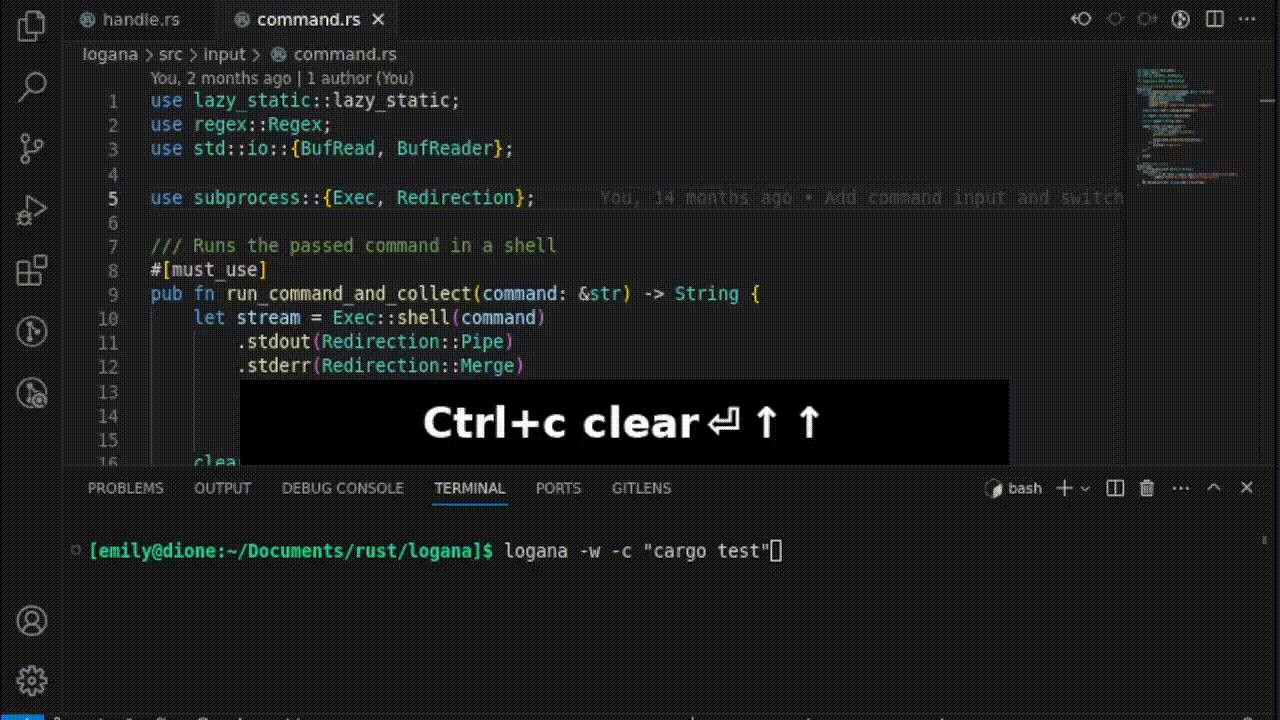 handle.rs command.rs
logana src input command.rs
You, 2 months ago | 1 author (You)
1 use lazy_static::lazy_static;
2 use regex::Regex;
3 use std::io::{BufRead, BufReader};
4
5 use subprocess::{Exec, Redirection}; You, 14 months ago • Add command input and switch
6
7 /// Runs the passed command in a shell
8 #[must_use]
9 pub fn run_command_and_collect(command: &str) -> String {
10 let stream = Exec::shell(command)
11 .stdout(Redirection::Pipe)
12 .stderr(Redirection::Merge)
13
14
15
16
Ctrl+c clear⏎↑↑
PROBLEMS OUTPUT DEBUG CONSOLE TERMINAL PORTS GITLENS bash
[emily@dione:~/Documents/rust/logana]$ logana -w -c "cargo test"